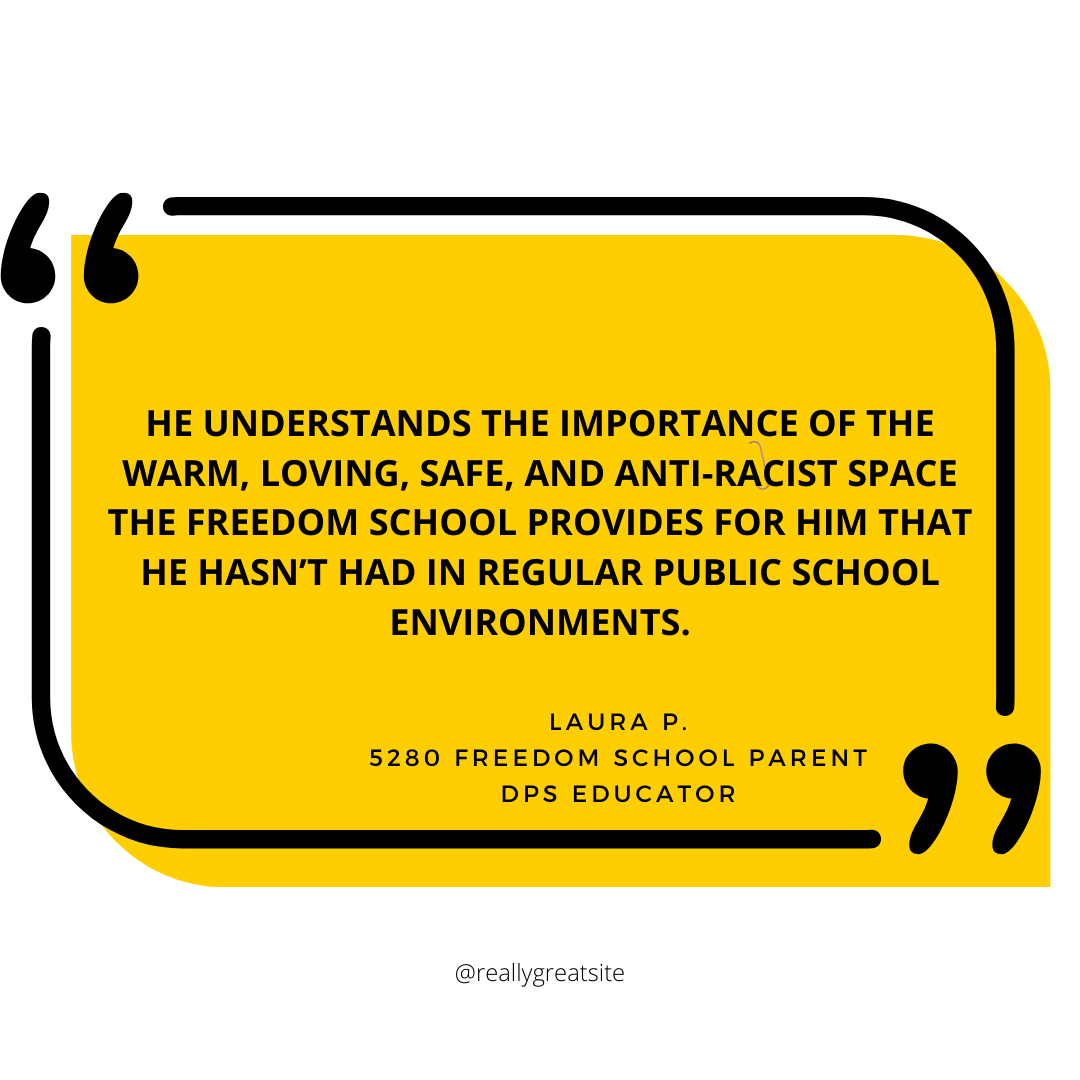 HE UNDERSTANDS THE IMPORTANCE OF THE
WARM, LOVING, SAFE, AND ANTI-RACIST SPACE
THE FREEDOM SCHOOL PROVIDES FOR HIM THAT
HE HASN’T HAD IN REGULAR PUBLIC SCHOOL
ENVIRONMENTS.
LAURA P.
5280 FREEDOM SCHOOL PARENT
DPS EDUCATOR
@reallygreatsite